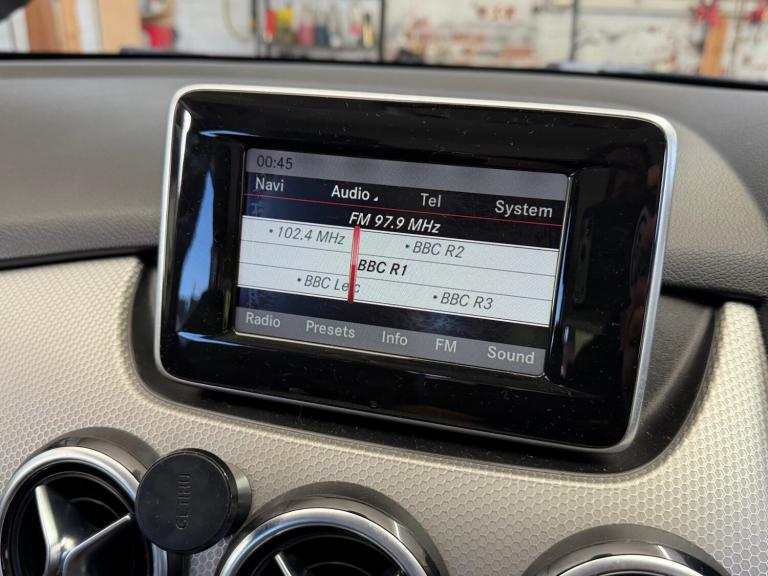 00:45
Navi Audio Tel System
FM 97.9 MHz
• 102.4 MHz • BBC R2
BBC R1
• BBC Leic • BBC R3
Radio Presets Info FM Sound
GETIHU